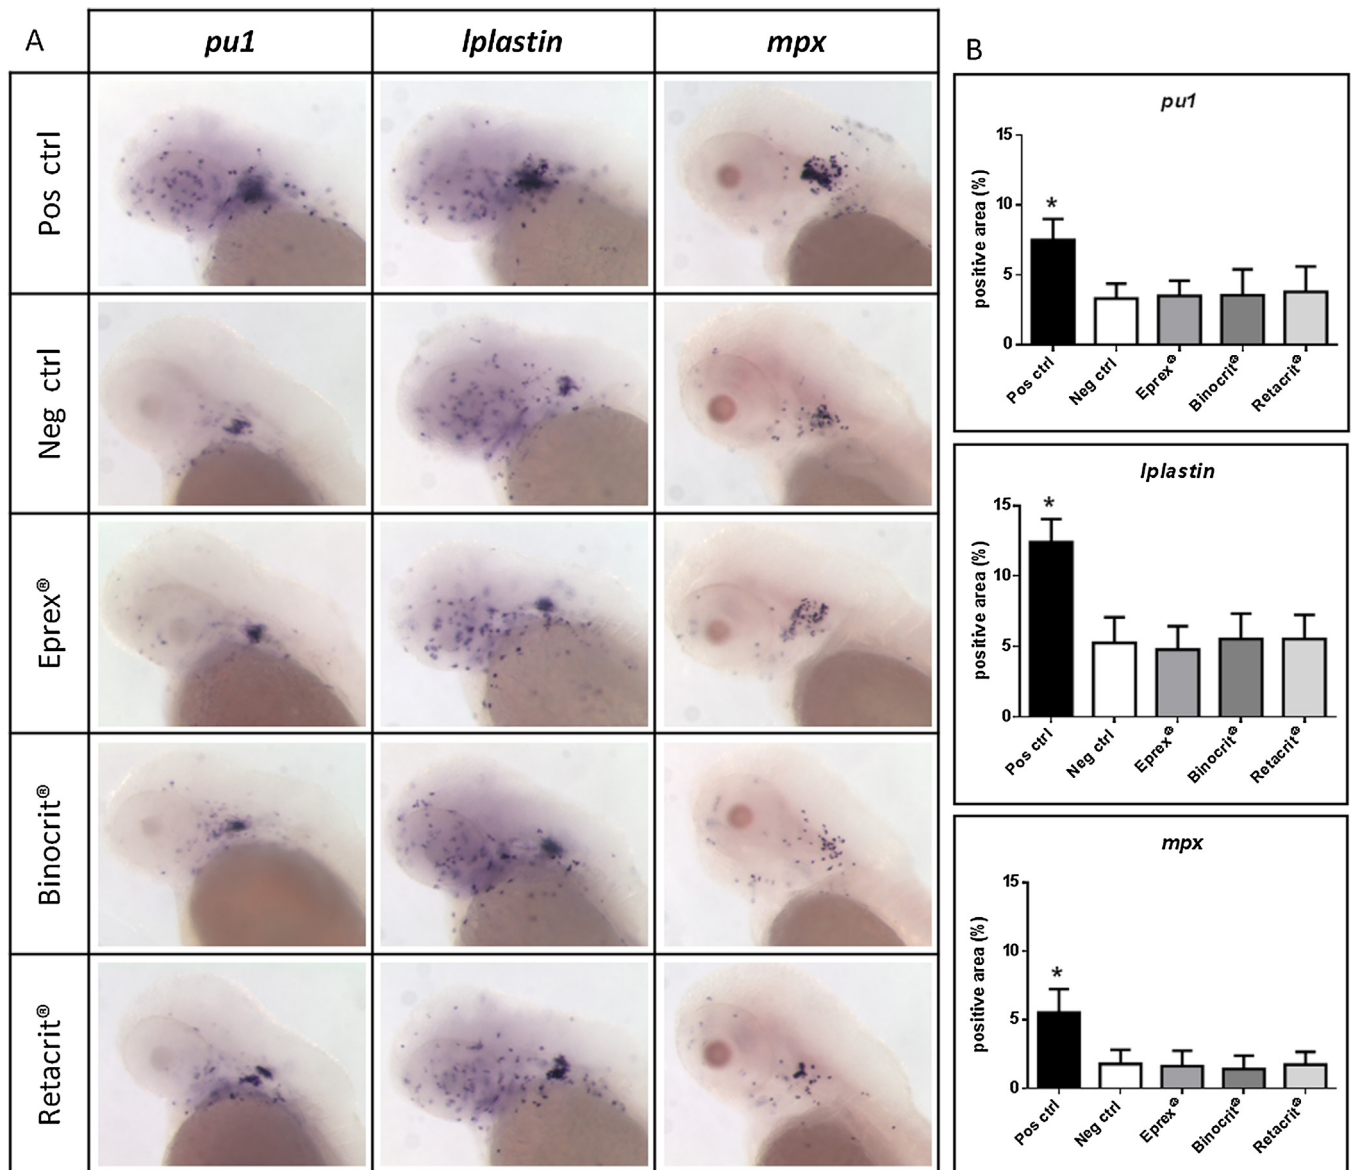 A
pu1 lplastin mpx
Pos ctrl
Neg ctrl
Eprex®
Binocrit®
Retacrit®
B
pu1
positive area (%)
15
10
5
0
*
Pos ctrl
Neg ctrl
Eprex®
Binocrit®
Retacrit®
lplastin
positive area (%)
15
10
5
0
*
Pos ctrl
Neg ctrl
Eprex®
Binocrit®
Retacrit®
mpx
positive area (%)
15
10
5
0
*
Pos ctrl
Neg ctrl
Eprex®
Binocrit®
Retacrit®